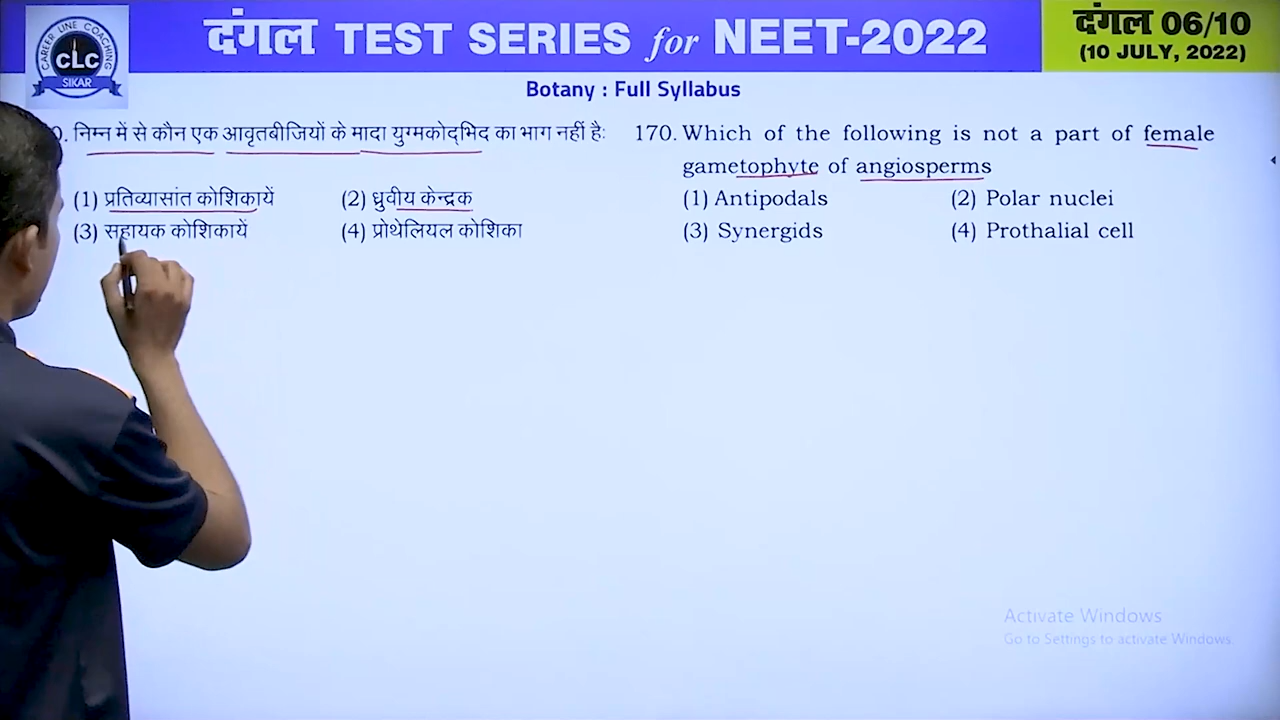 दंगल TEST SERIES for NEET-2022
दंगल 06/10
(10 JULY, 2022)
CAREER LINE COACHING
CLC
SIKAR
Botany : Full Syllabus
निम्न में से कौन एक आवृतबीजियों के मादा युग्मकोद्भिद का भाग नहीं है:
(1) प्रतिव्यासांत कोशिकायें (2) ध्रुवीय केन्द्रक
(3) सहायक कोशिकायें (4) प्रोथेलियल कोशिका
170. Which of the following is not a part of female
gametophyte of angiosperms
(1) Antipodals (2) Polar nuclei
(3) Synergids (4) Prothalial cell
Activate Windows
Go to Settings to activate Windows.